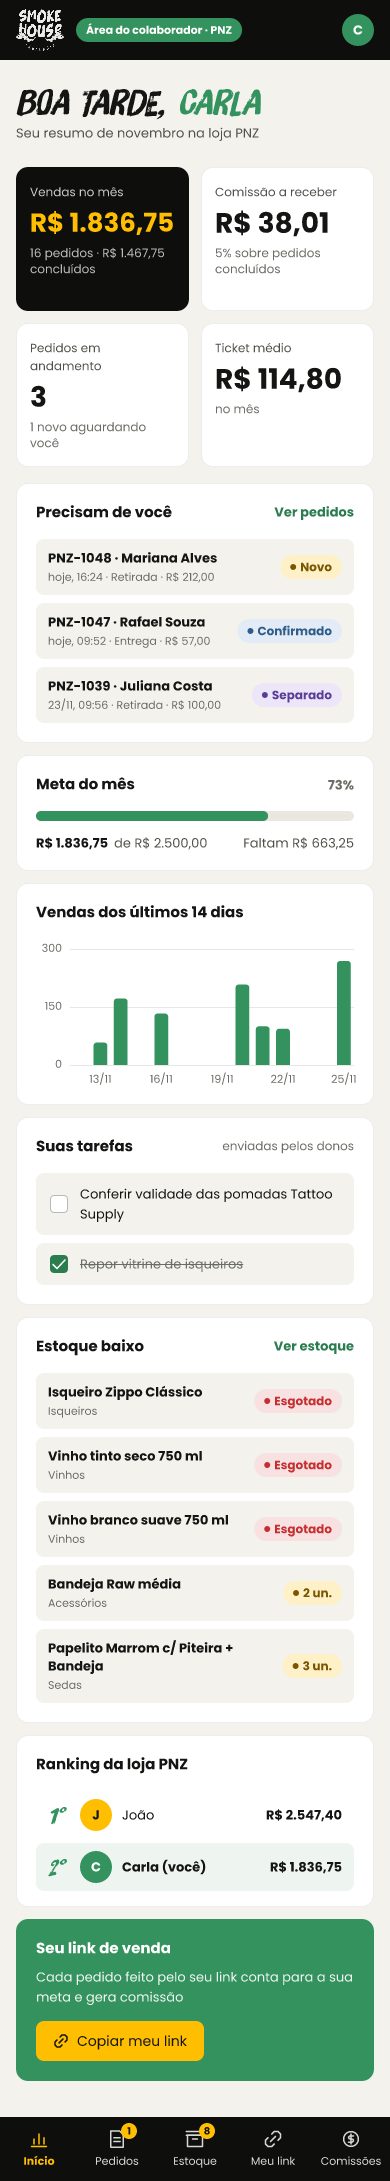 SMOKE
HOUSE
Área do colaborador · PNZ
C
BOA TARDE, CARLA
Seu resumo de novembro na loja PNZ
Vendas no mês
R$ 1.836,75
16 pedidos · R$ 1.467,75
concluídos
Comissão a receber
R$ 38,01
5% sobre pedidos
concluídos
Pedidos em
andamento
3
1 novo aguardando
você
Ticket médio
R$ 114,80
no mês
Precisam de você
Ver pedidos
PNZ-1048 · Mariana Alves
hoje, 16:24 · Retirada · R$ 212,00
Novo
PNZ-1047 · Rafael Souza
hoje, 09:52 · Entrega · R$ 57,00
Confirmado
PNZ-1039 · Juliana Costa
23/11, 09:56 · Retirada · R$ 100,00
Separado
Meta do mês
73%
R$ 1.836,75 de R$ 2.500,00
Faltam R$ 663,25
Vendas dos últimos 14 dias
300
150
0
13/11
16/11
19/11
22/11
25/11
Suas tarefas
enviadas pelos donos
Conferir validade das pomadas Tattoo
Supply
Repor vitrine de isqueiros
Estoque baixo
Ver estoque
Isqueiro Zippo Clássico
Isqueiros
Esgotado
Vinho tinto seco 750 ml
Vinhos
Esgotado
Vinho branco suave 750 ml
Vinhos
Esgotado
Bandeja Raw média
Acessórios
2 un.
Papelito Marrom c/ Piteira +
Bandeja
Sedas
3 un.
Ranking da loja PNZ
1º
J
João
R$ 2.547,40
2º
C
Carla (você)
R$ 1.836,75
Seu link de venda
Cada pedido feito pelo seu link conta para a sua
meta e gera comissão
Copiar meu link
Início
1
Pedidos
8
Estoque
Meu link
Comissões